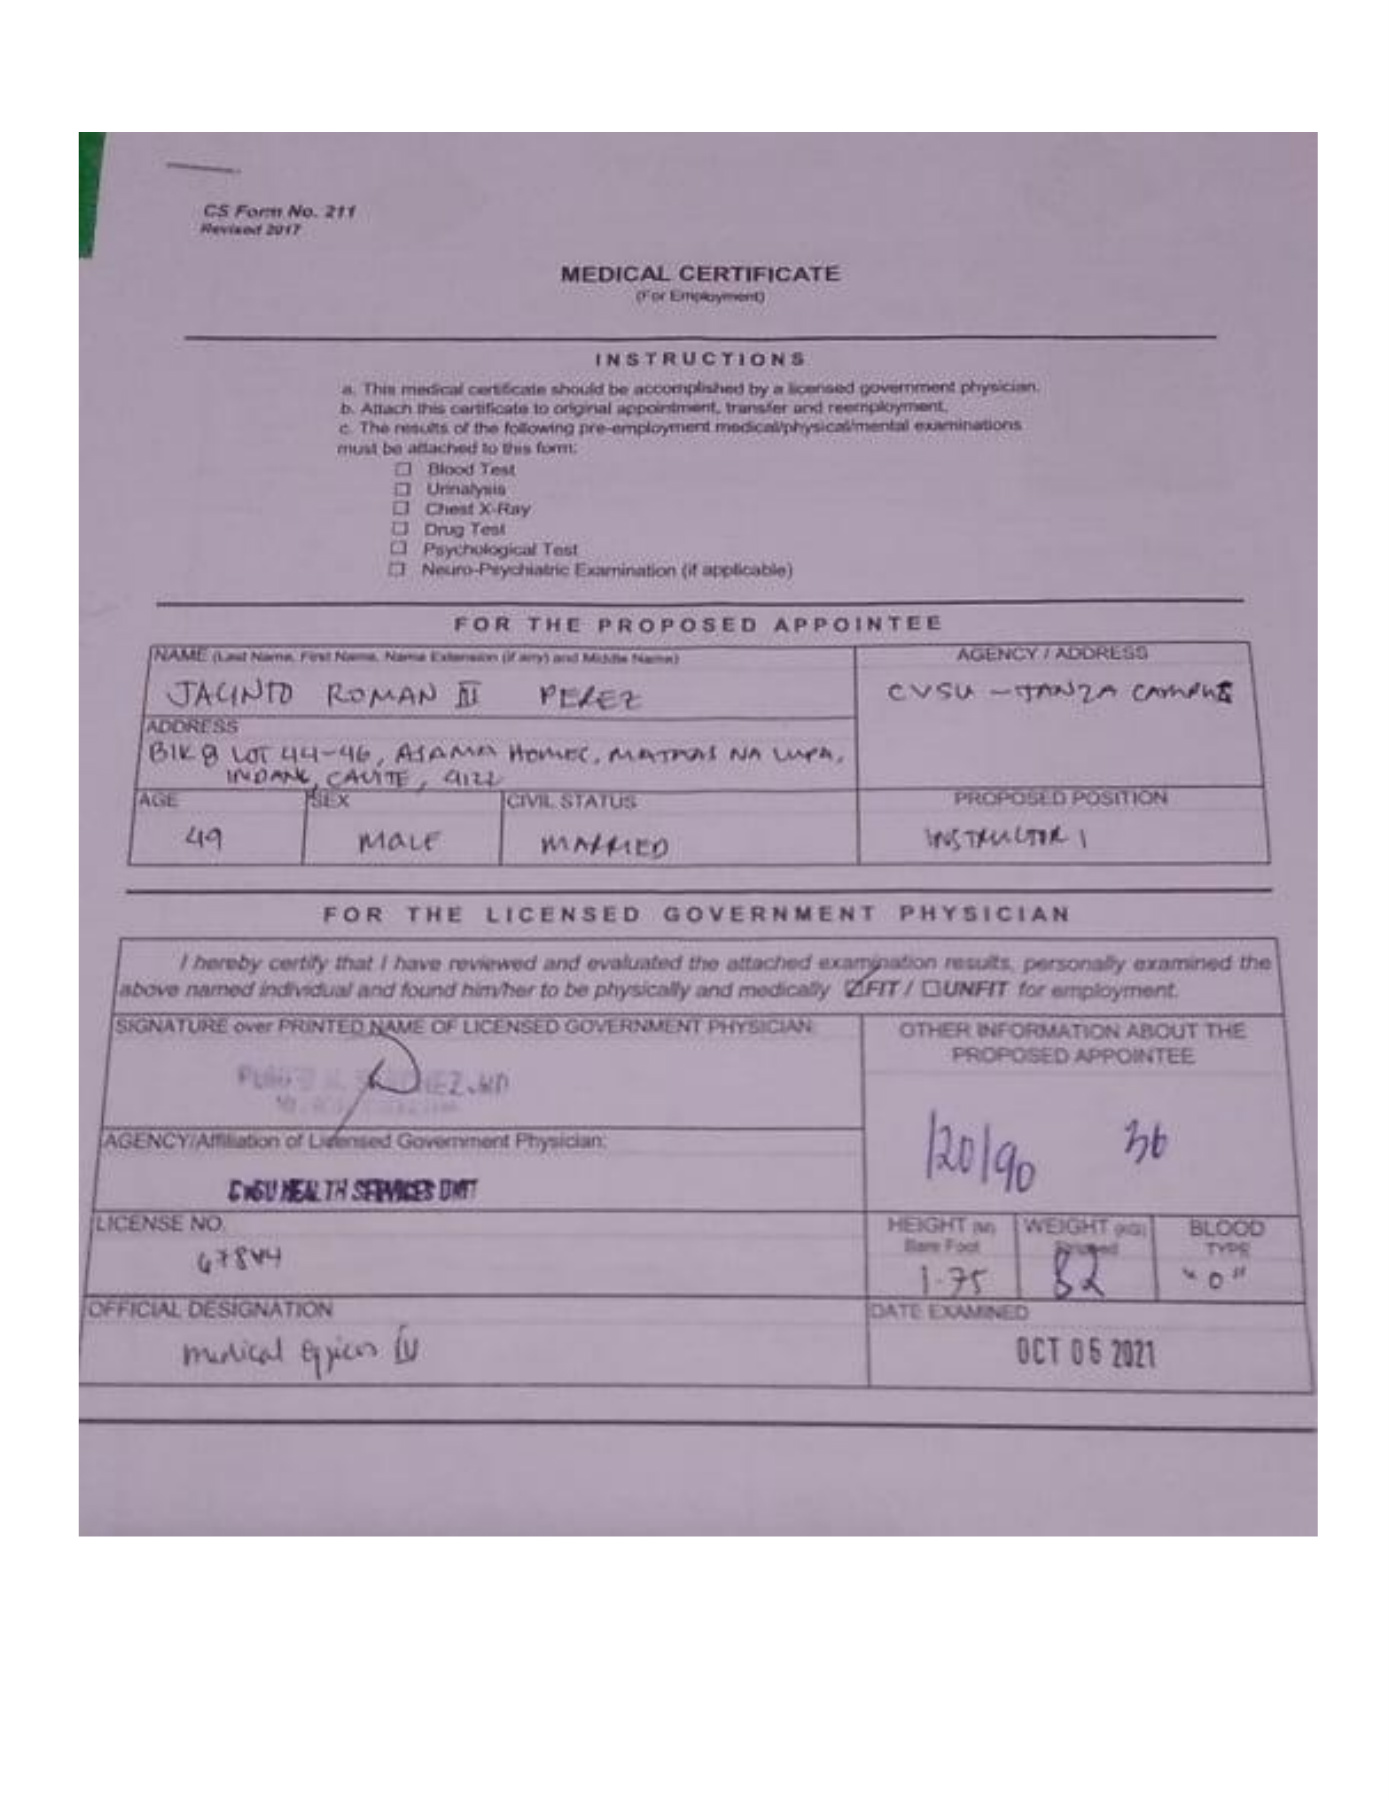 CS Form No. 211
Revised 2017
MEDICAL CERTIFICATE
(For Employment)
INSTRUCTIONS
a. This medical certificate should be accomplished by a licensed government physician.
b. Attach this certificate to original appointment, transfer and reemployment.
c. The results of the following pre-employment medical/physical/mental examinations
must be attached to this form:
☐ Blood Test
☐ Urinalysis
☐ Chest X-Ray
☐ Drug Test
☐ Psychological Test
☐ Neuro-Psychiatric Examination (if applicable)
FOR THE PROPOSED APPOINTEE
NAME (Last Name, First Name, Name Extension (if any) and Middle Name)
AGENCY / ADDRESS
JACINTO ROMAN III PEREZ
CVSU - TANZA CAMPUS
ADDRESS
Blk 8 LOT 44-46, HOMES, NA LUPA,
INDANG, CAVITE, 4122
AGE SEX CIVIL STATUS PROPOSED POSITION
49 MALE MARRIED INSTRUCTOR 1
FOR THE LICENSED GOVERNMENT PHYSICIAN
I hereby certify that I have reviewed and evaluated the attached examination results, personally examined the
above named individual and found him/her to be physically and medically ☑FIT / ☐UNFIT for employment.
SIGNATURE over PRINTED NAME OF LICENSED GOVERNMENT PHYSICIAN:
OTHER INFORMATION ABOUT THE
PROPOSED APPOINTEE
AGENCY/Affiliation of Licensed Government Physician:
120/90 36
CvSU HEALTH SERVICES UNIT
LICENSE NO.
HEIGHT (M) Bare Foot
WEIGHT (KG) Stripped
BLOOD TYPE
67844
1.75 82 "O"
OFFICIAL DESIGNATION
DATE EXAMINED
Medical Officer IV
OCT 06 2021